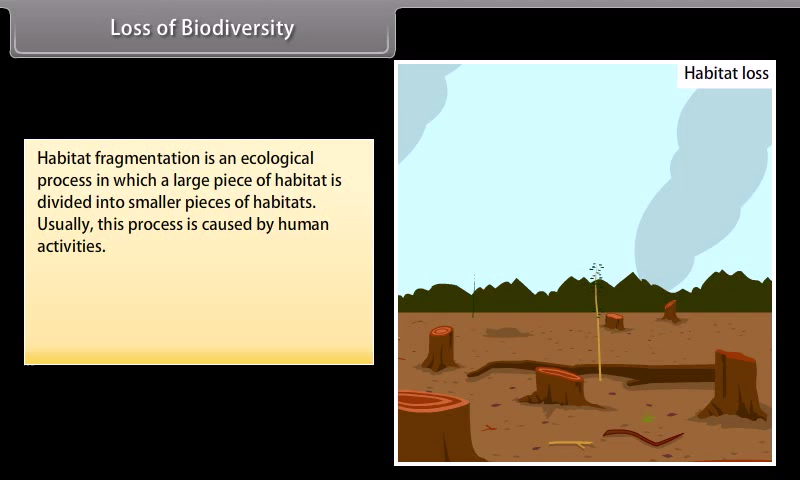 Loss of Biodiversity
Habitat loss
Habitat fragmentation is an ecological
process in which a large piece of habitat is
divided into smaller pieces of habitats.
Usually, this process is caused by human
activities.